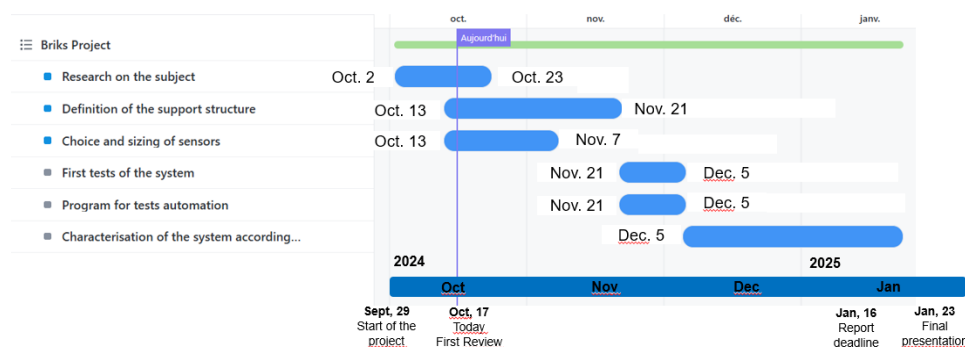 oct. nov. déc. janv.
Aujourd'hui
Briks Project
Research on the subject Oct. 2 Oct. 23
Definition of the support structure Oct. 13 Nov. 21
Choice and sizing of sensors Oct. 13 Nov. 7
First tests of the system Nov. 21 Dec. 5
Program for tests automation Nov. 21 Dec. 5
Characterisation of the system according... Dec. 5
2024 2025
Oct Nov Dec Jan
Sept, 29 Oct, 17 Jan, 16 Jan, 23
Start of the Today Report Final
project First Review deadline presentation